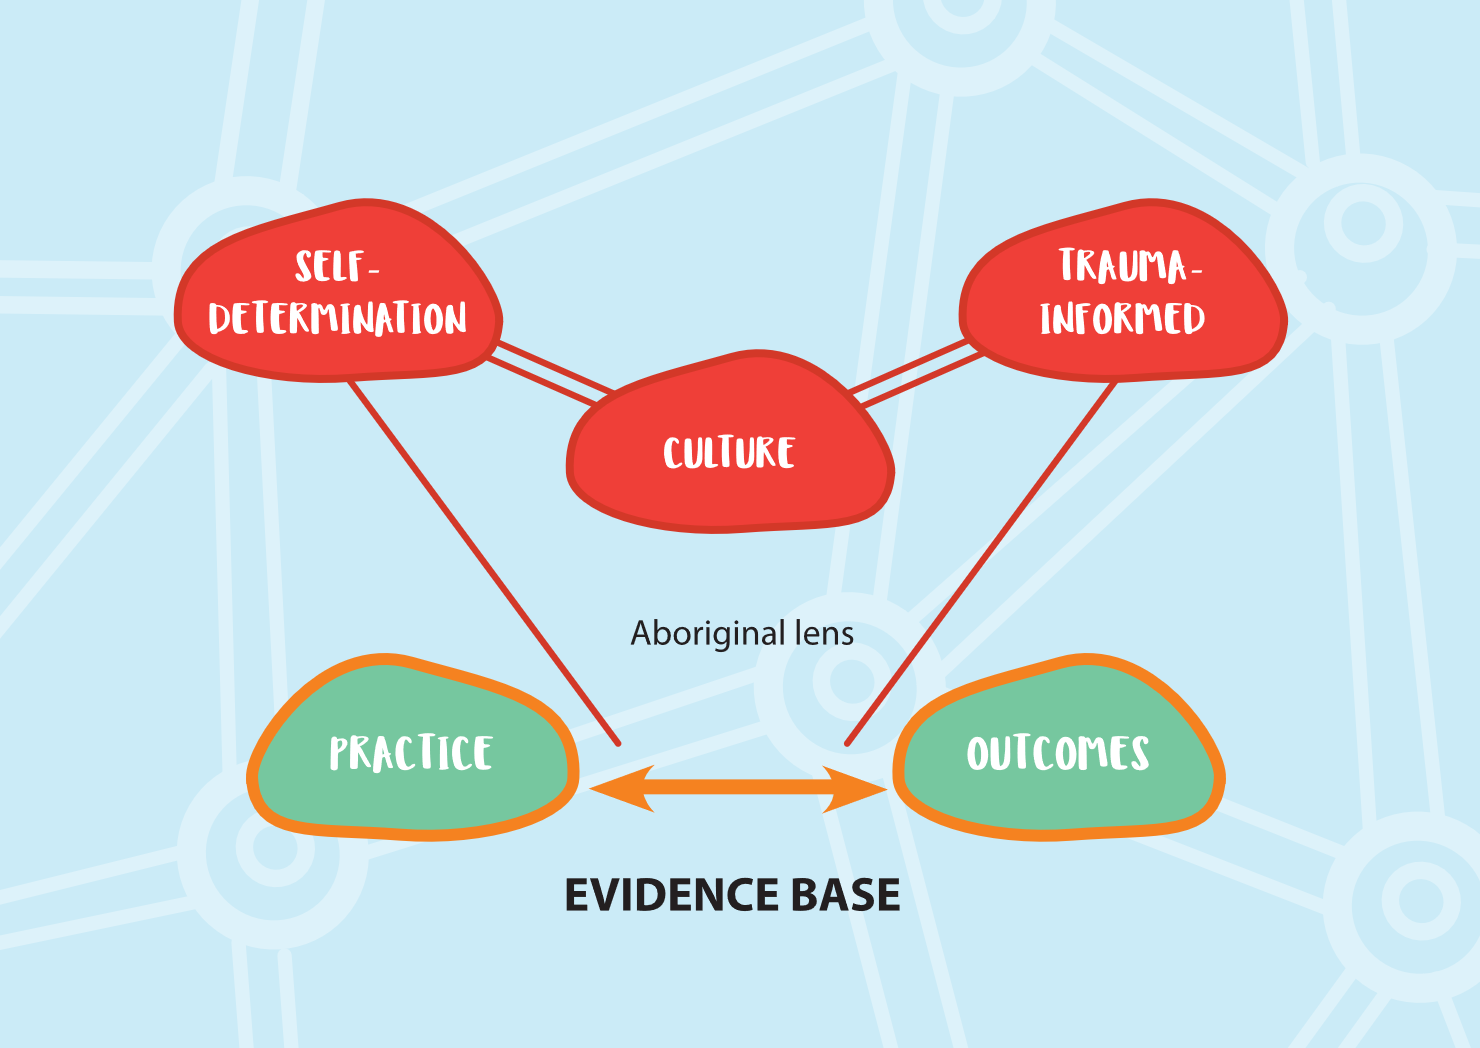 SELF-
DETERMINATION
TRAUMA-
INFORMED
CULTURE
Aboriginal lens
PRACTICE
OUTCOMES
EVIDENCE BASE